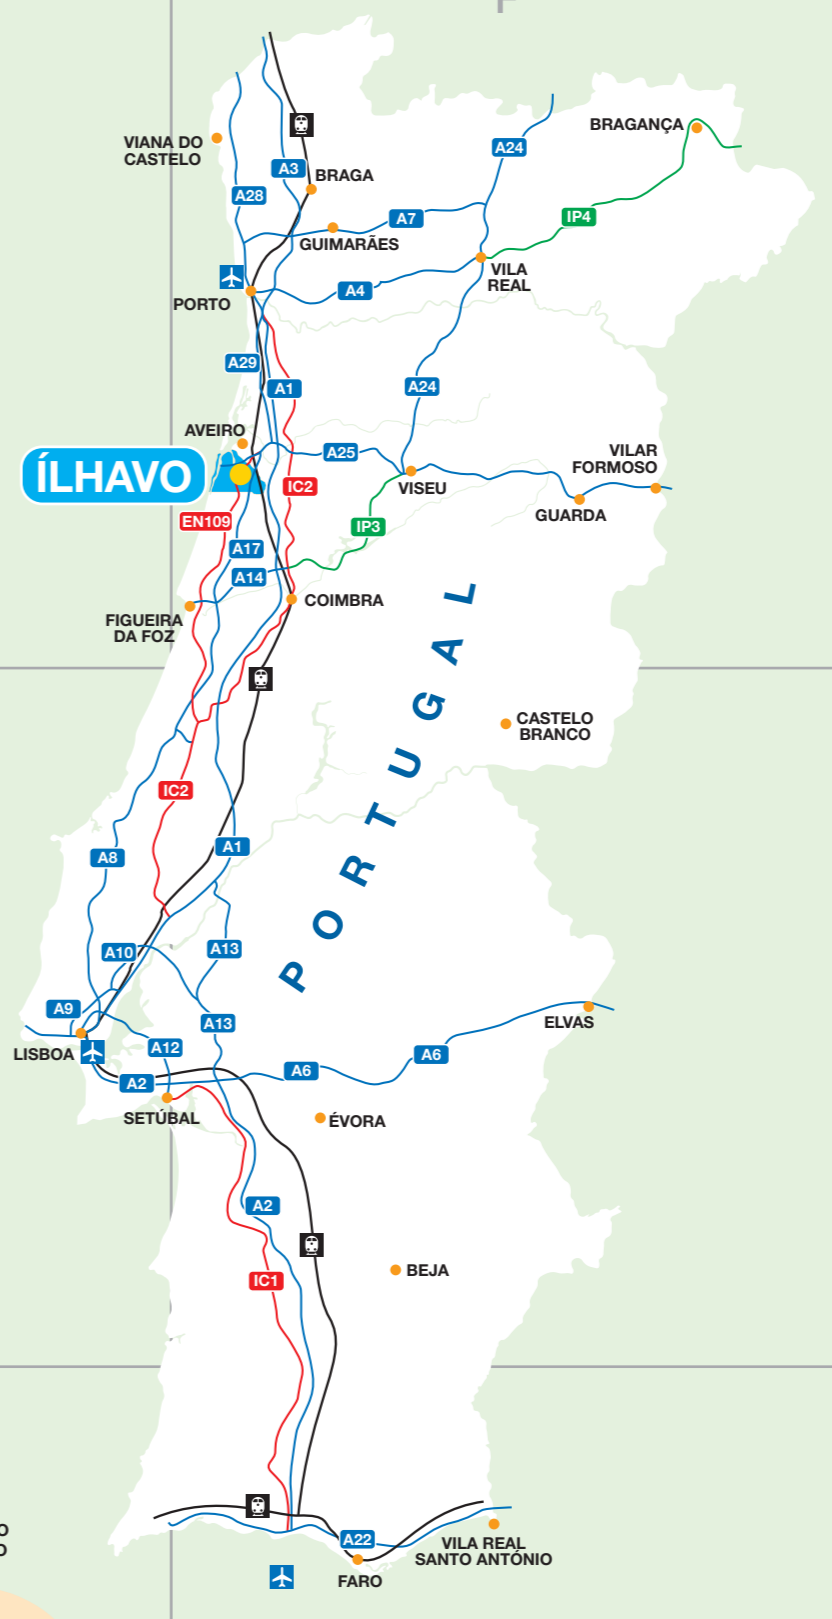 BRAGANÇA
A24
VIANA DO
CASTELO
A3
BRAGA
A28
A7
IP4
GUIMARÃES
VILA
REAL
A4
PORTO
A29
A1
A24
AVEIRO
A25
VILAR
FORMOSO
ÍLHAVO
IC2
VISEU
GUARDA
EN109
IP3
A17
A14
COIMBRA
FIGUEIRA
DA FOZ
PORTUGAL
CASTELO
BRANCO
IC2
A1
A8
A10
A13
A9
A13
ELVAS
LISBOA
A12
A6
A6
A2
SETÚBAL
ÉVORA
A2
BEJA
IC1
O
O
A22
VILA REAL
SANTO ANTÓNIO
FARO